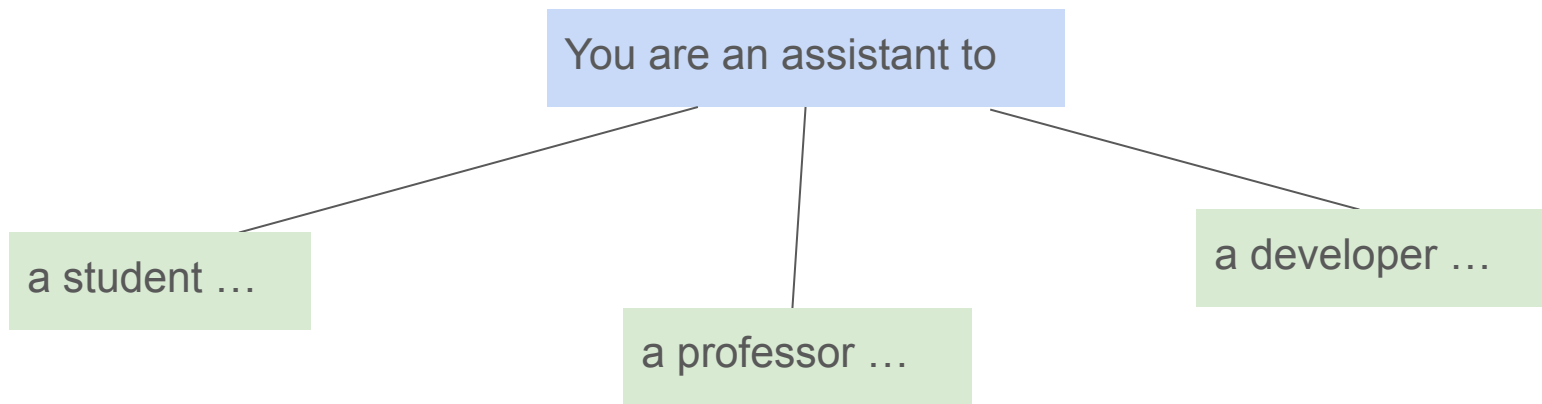 You are an assistant to
a student …
a professor …
a developer …